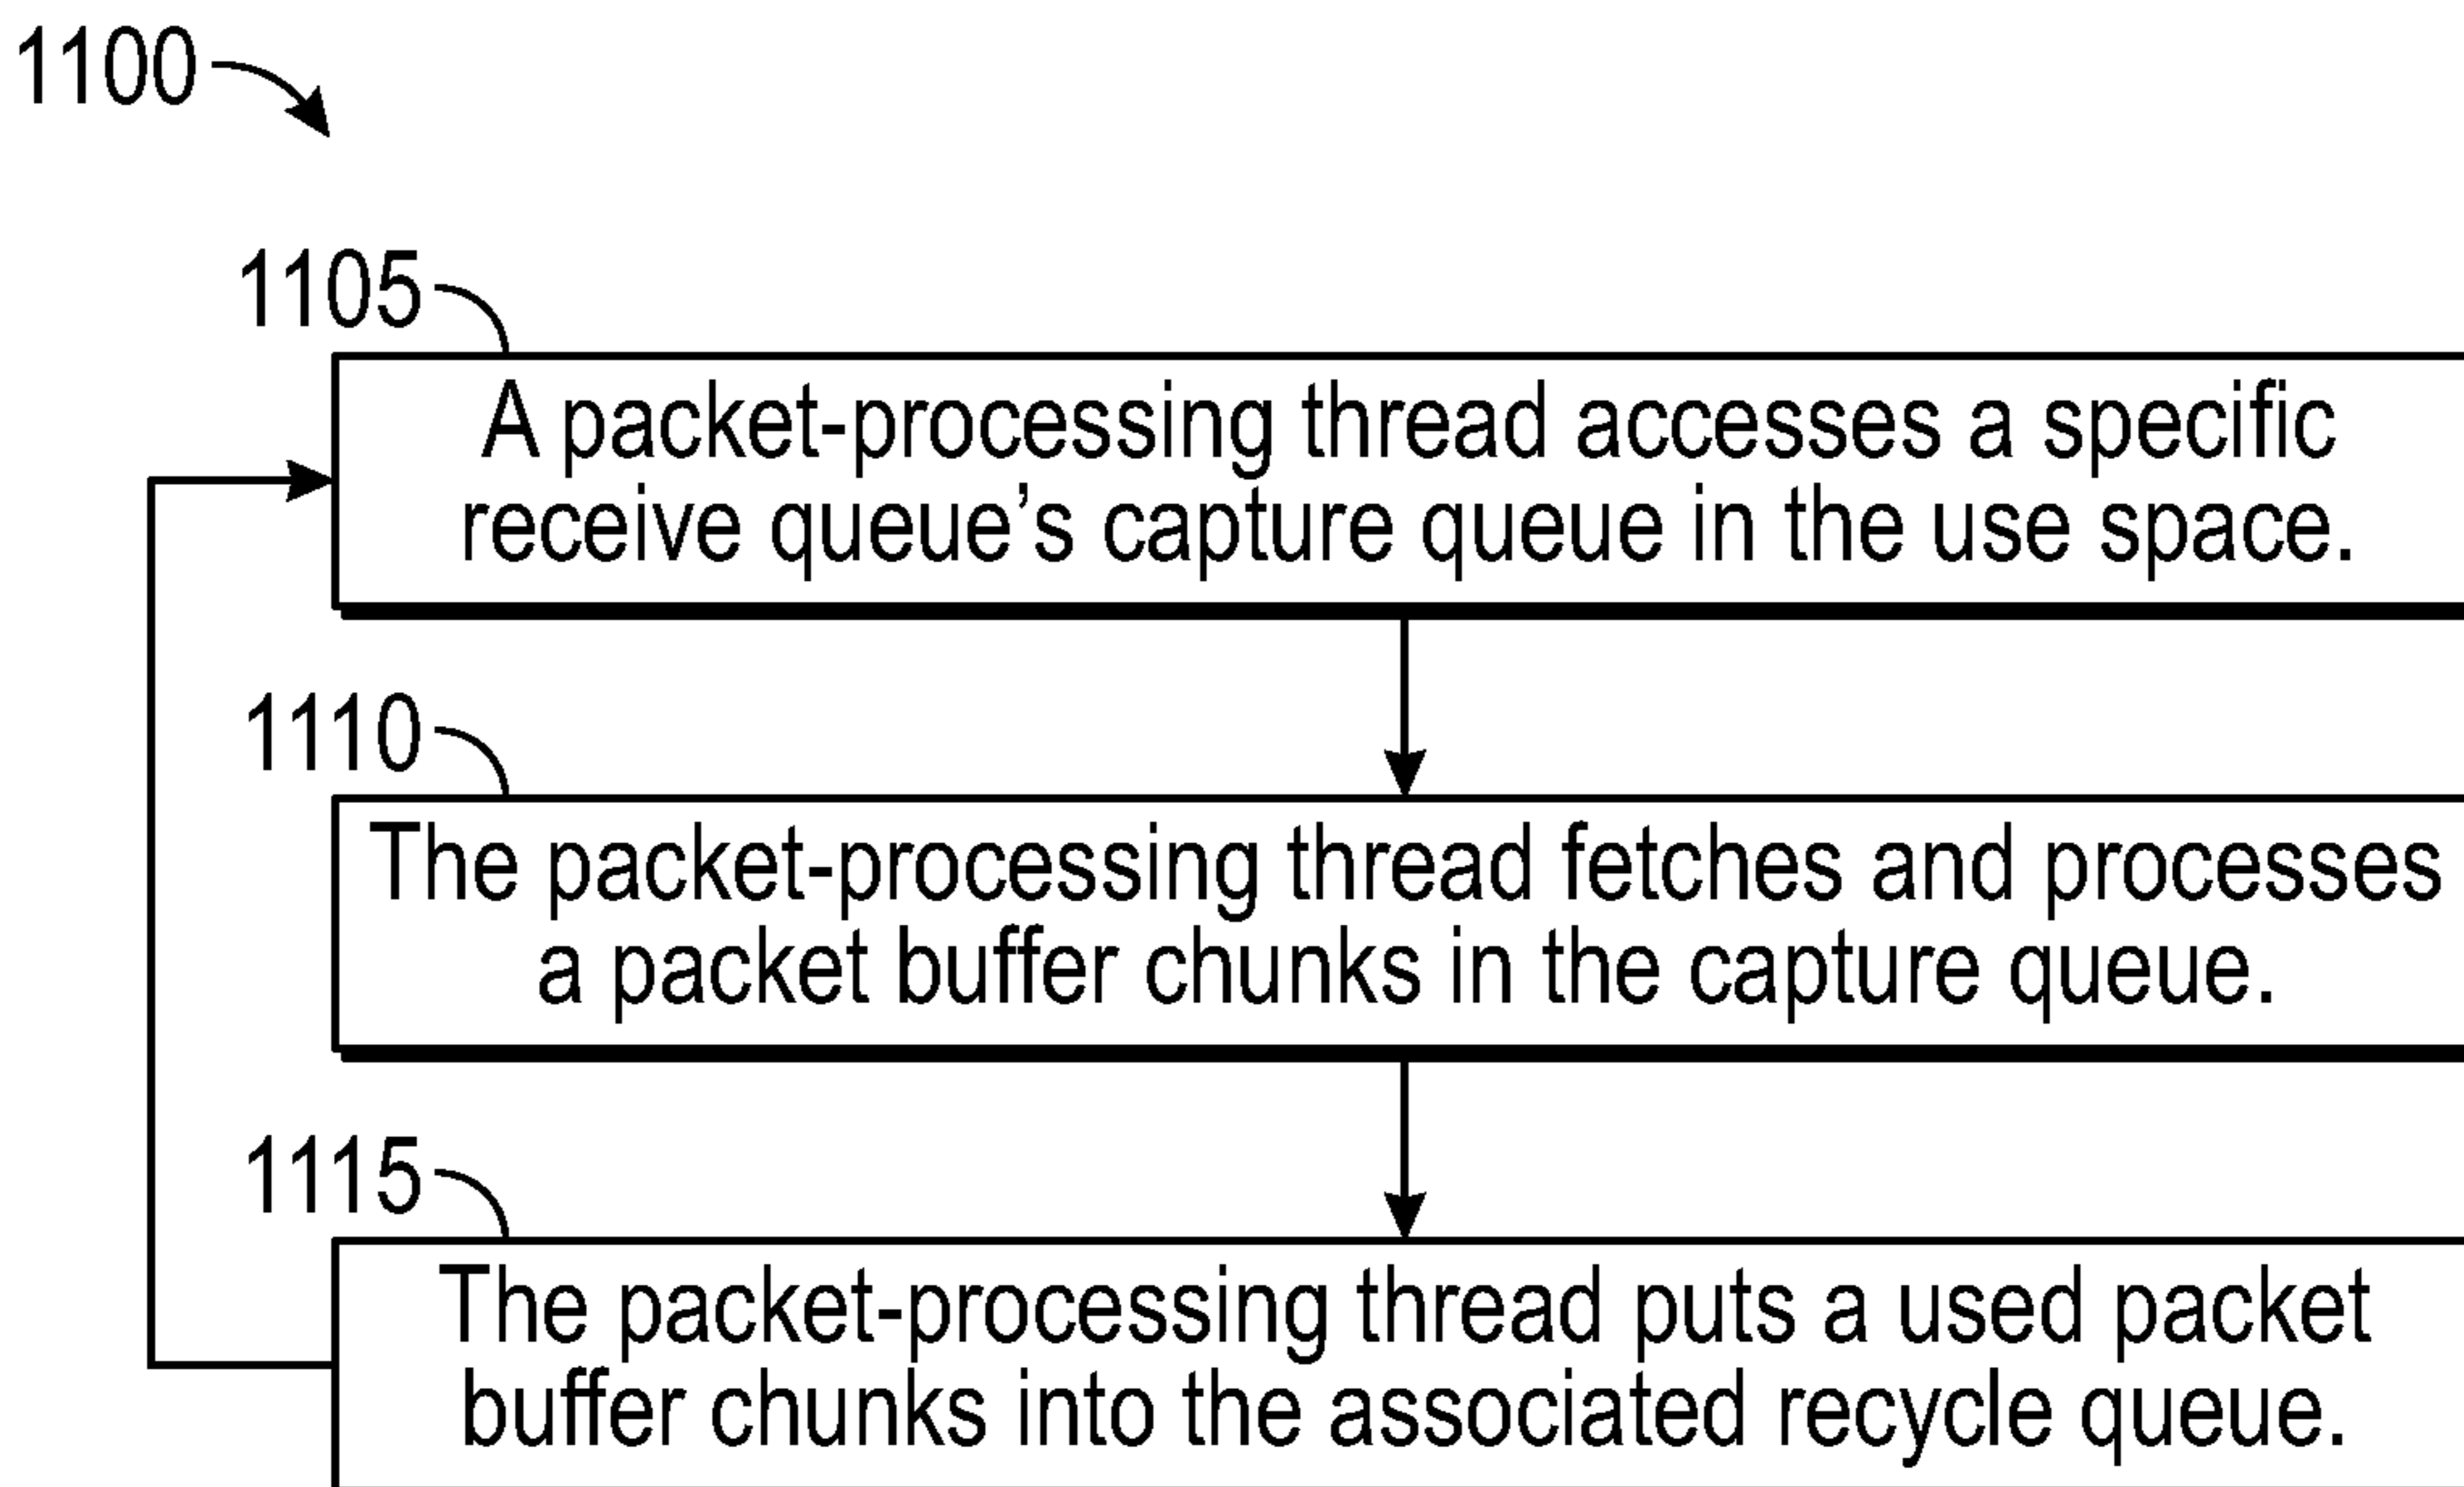 1100
1105
A packet-processing thread accesses a specific
receive queue's capture queue in the use space.
1110
The packet-processing thread fetches and processes
a packet buffer chunks in the capture queue.
1115
The packet-processing thread puts a used packet
buffer chunks into the associated recycle queue.